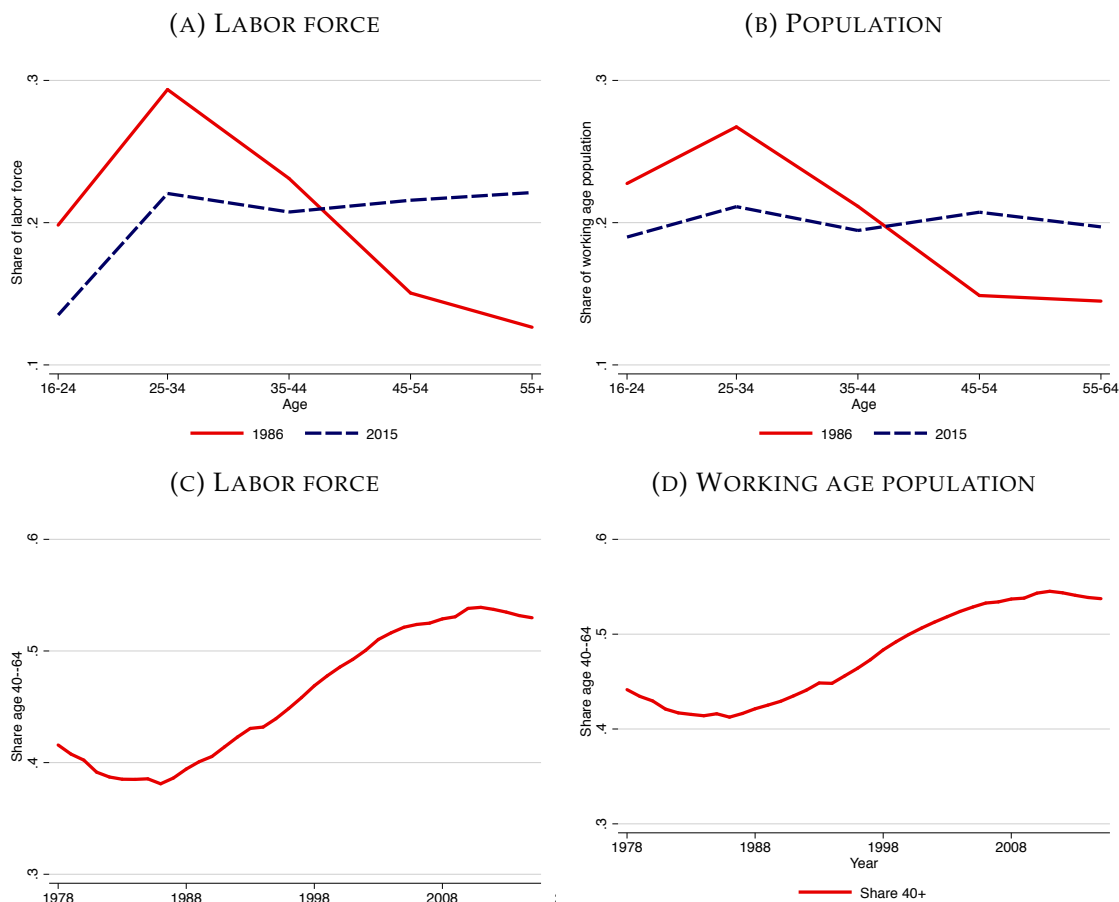 (A) LABOR FORCE
.3
.2
.1
Share of labor force
16-24 25-34 35-44 45-54 55+
Age
1986 2015
(B) POPULATION
.3
.2
.1
Share of working age population
16-24 25-34 35-44 45-54 55-64
Age
1986 2015
(C) LABOR FORCE
.6
.5
.4
.3
Share age 40--64
1978 1988 1998 2008
(D) WORKING AGE POPULATION
.6
.5
.4
.3
Share age 40--64
1978 1988 1998 2008
Year
Share 40+